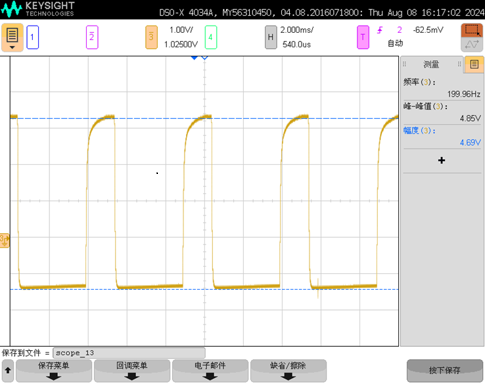 KEYSIGHT
TECHNOLOGIES
DSO-X 4034A, MY56310450, 04.08.2016071800: Thu Aug 08 16:17:02 2024
1
2
3
1.00V/
1.02500V
4
H
2.000ms/
540.0us
T
2
-62.5mV
自动
测量
频率(3):
199.96Hz
峰-峰值(3):
4.85V
幅度(3):
4.69V
保存到文件 = scope_13
保存菜单
回调菜单
电子邮件
缺省/擦除
按下保存